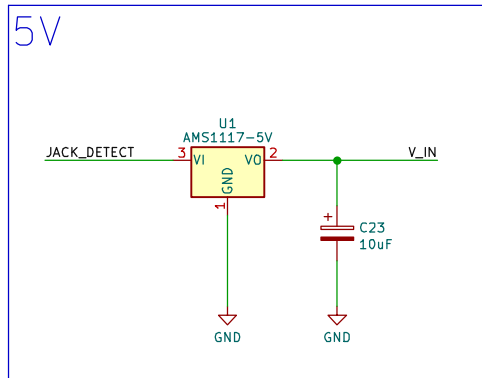 5V
U1
AMS1117-5V
JACK_DETECT
3
VI
VO
2
V_IN
GND
1
+
C23
10uF
GND
GND